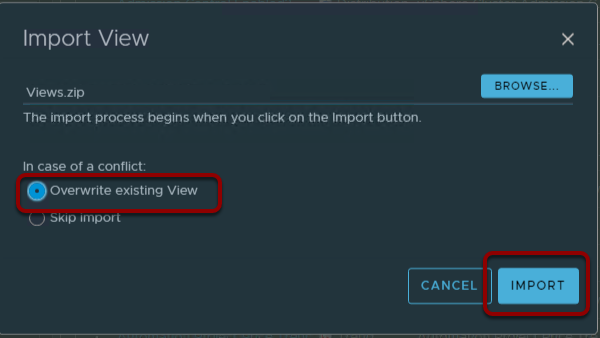 Import View
Views.zip
BROWSE...
The import process begins when you click on the Import button.
In case of a conflict:
Overwrite existing View
Skip import
CANCEL
IMPORT